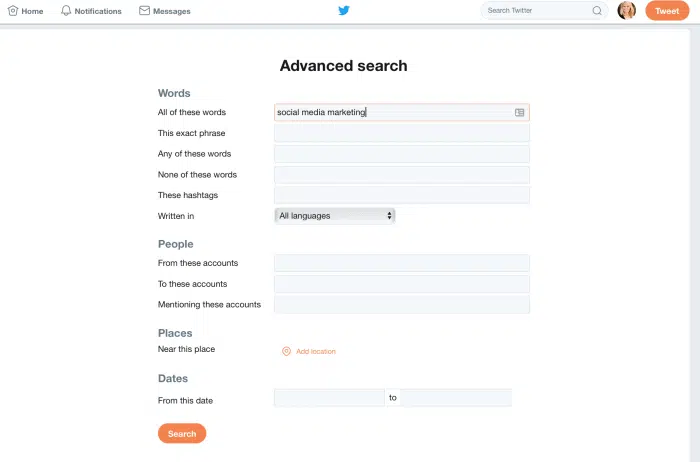 Home Notifications Messages Search Twitter Tweet
Advanced search
Words
All of these words social media marketing
This exact phrase
Any of these words
None of these words
These hashtags
Written in All languages
People
From these accounts
To these accounts
Mentioning these accounts
Places
Near this place Add location
Dates
From this date to
Search